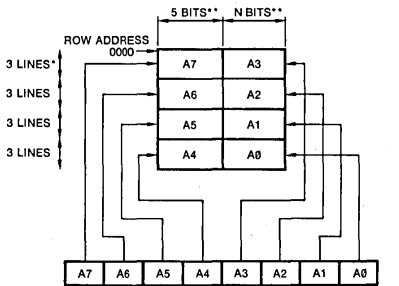 5 BITS** N BITS**
ROW ADDRESS
0000
3 LINES* A7 A3
3 LINES A6 A2
3 LINES A5 A1
3 LINES A4 A0
A7 A6 A5 A4 A3 A2 A1 A0